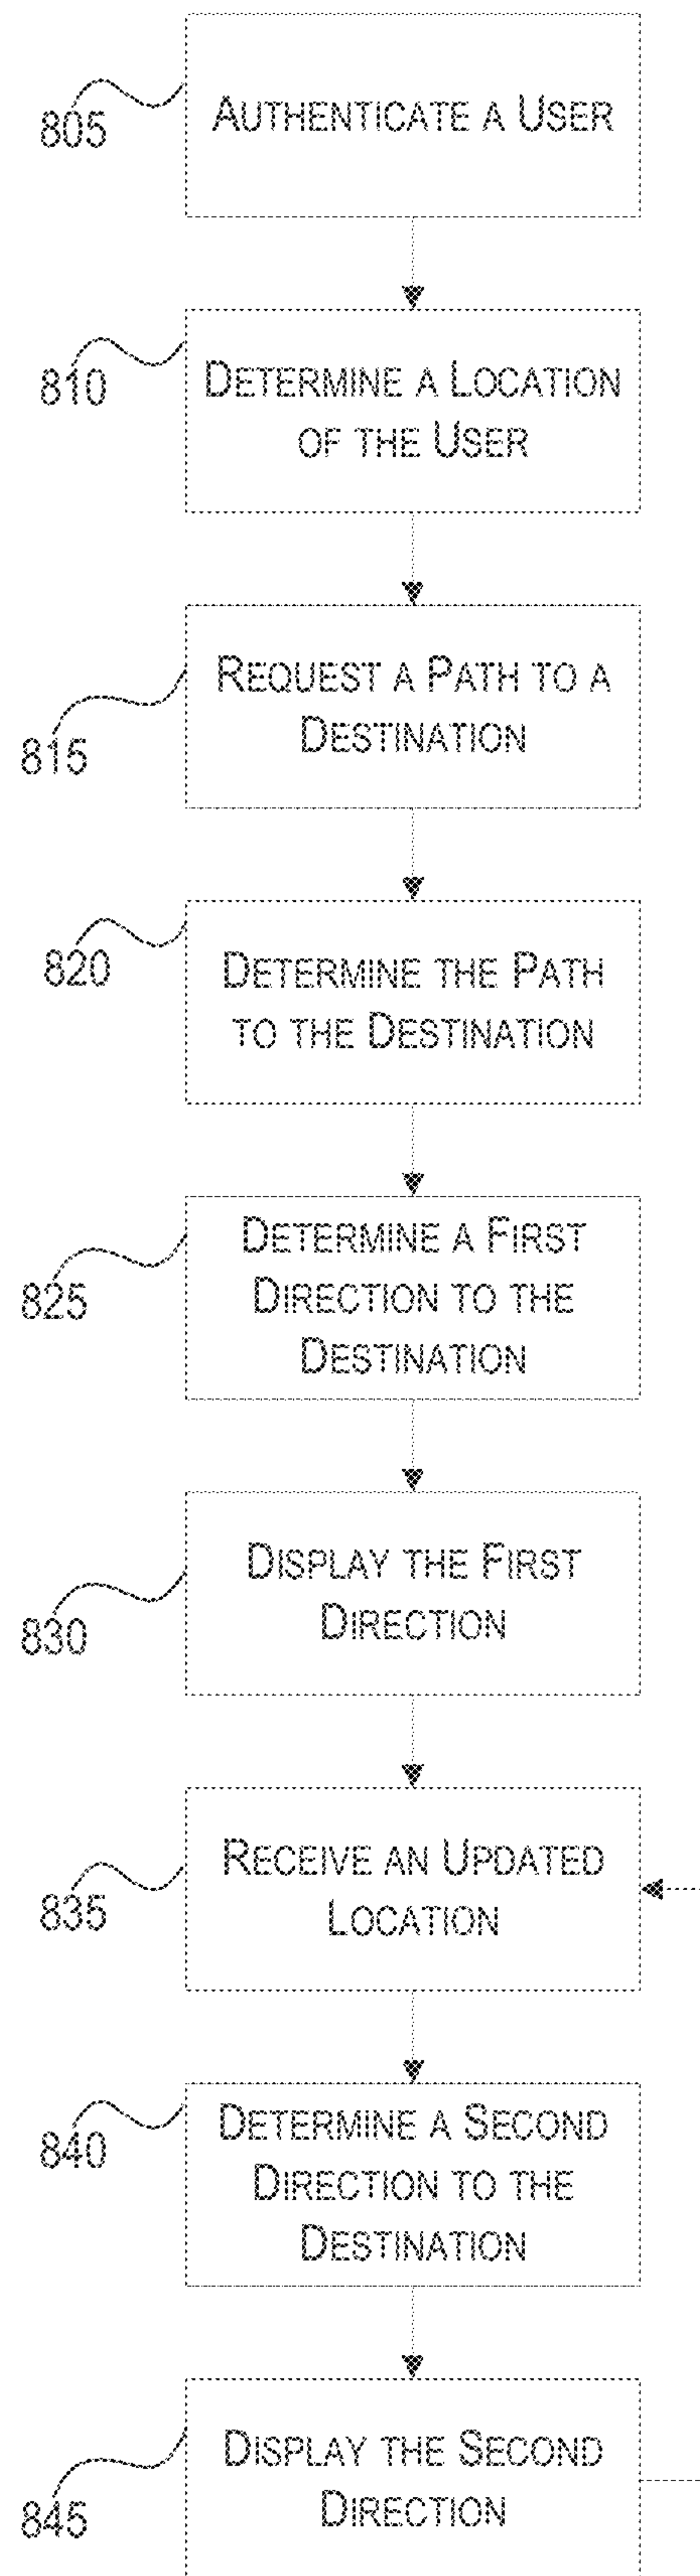 AUTHENTICATE A USER
805
DETERMINE A LOCATION
OF THE USER
810
REQUEST A PATH TO A
DESTINATION
815
DETERMINE THE PATH
TO THE DESTINATION
820
DETERMINE A FIRST
DIRECTION TO THE
DESTINATION
825
DISPLAY THE FIRST
DIRECTION
830
RECEIVE AN UPDATED
LOCATION
835
DETERMINE A SECOND
DIRECTION TO THE
DESTINATION
840
DISPLAY THE SECOND
DIRECTION
845